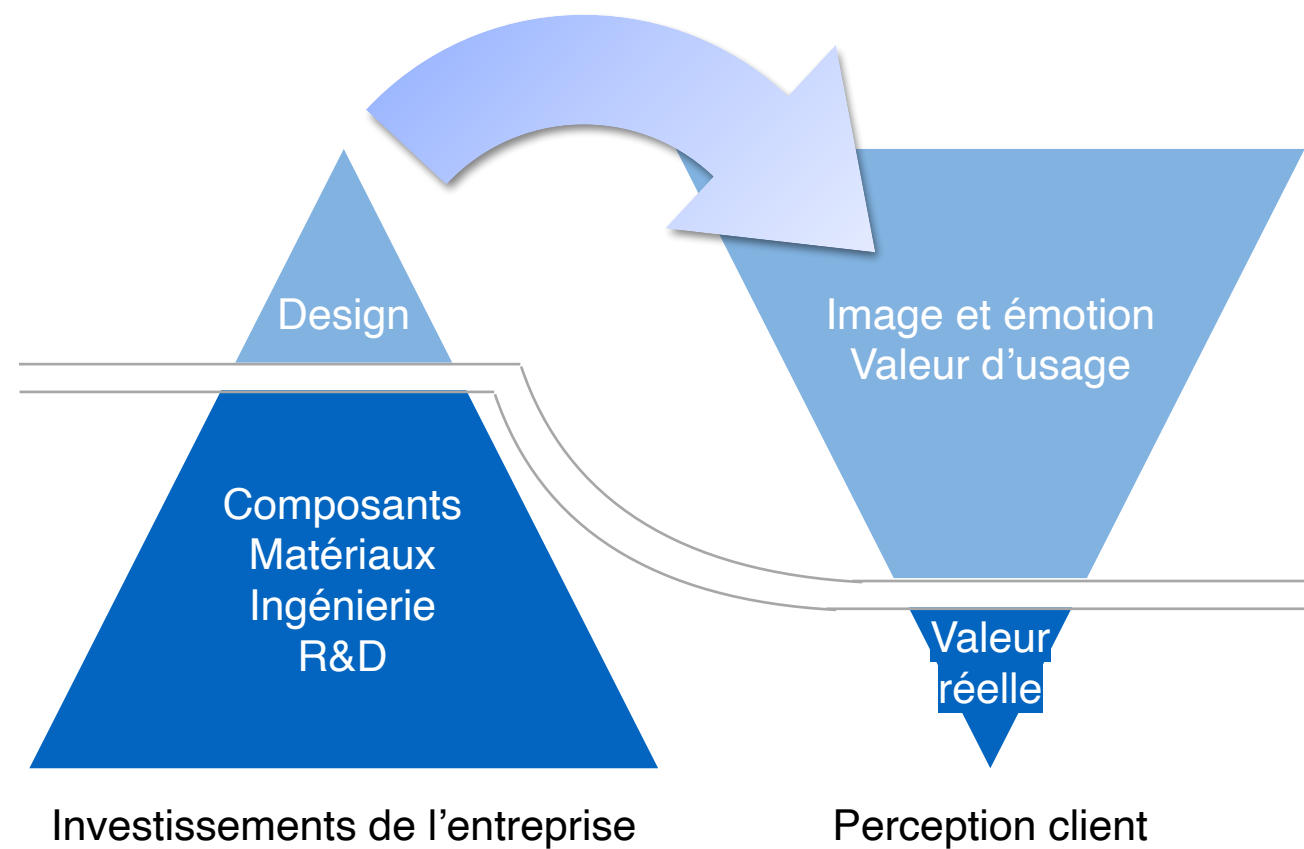 Design
Composants
Matériaux
Ingénierie
R&D
Image et émotion
Valeur d’usage
Valeur
réelle
Investissements de l’entreprise
Perception client